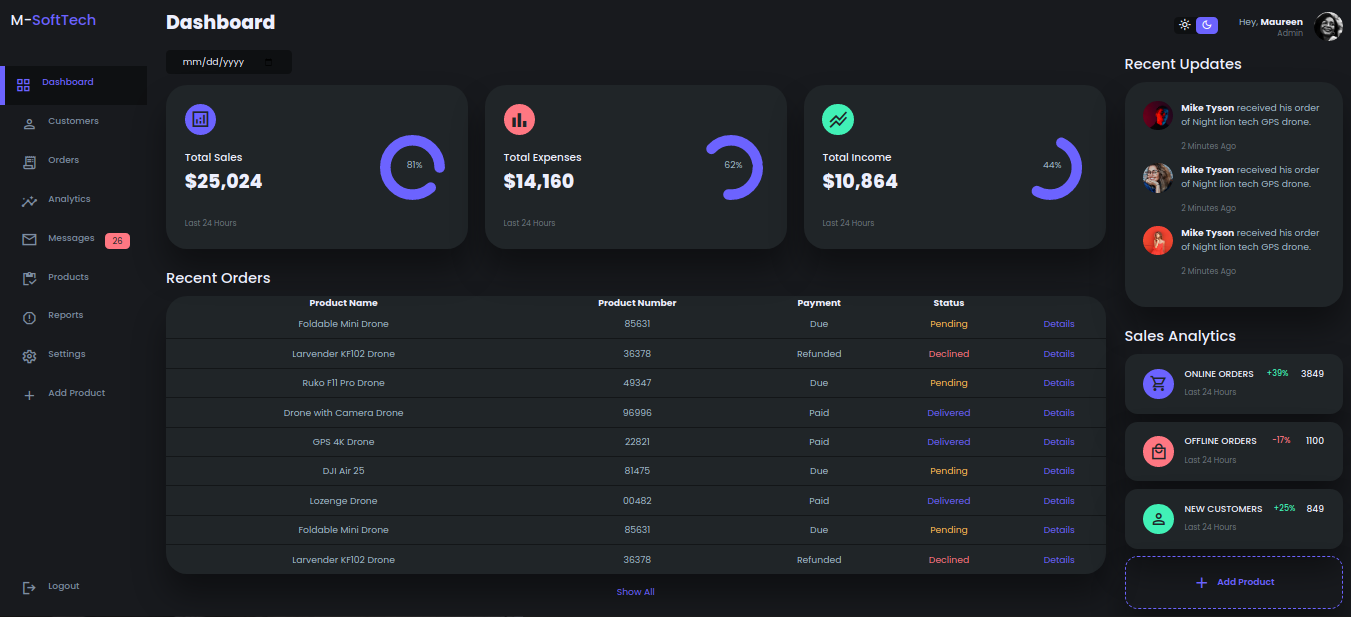 M-SoftTech
Dashboard
Customers
Orders
Analytics
Messages 26
Products
Reports
Settings
Add Product
Logout
Dashboard
mm/dd/yyyy
Total Sales
$25,024
81%
Last 24 Hours
Total Expenses
$14,160
62%
Last 24 Hours
Total Income
$10,864
44%
Last 24 Hours
Recent Orders
Product Name Product Number Payment Status
Foldable Mini Drone 85631 Due Pending Details
Larvender KF102 Drone 36378 Refunded Declined Details
Ruko F11 Pro Drone 49347 Due Pending Details
Drone with Camera Drone 96996 Paid Delivered Details
GPS 4K Drone 22821 Paid Delivered Details
DJI Air 25 81475 Due Pending Details
Lozenge Drone 00482 Paid Delivered Details
Foldable Mini Drone 85631 Due Pending Details
Larvender KF102 Drone 36378 Refunded Declined Details
Show All
Hey, Maureen
Admin
Recent Updates
Mike Tyson received his order
of Night lion tech GPS drone.
2 Minutes Ago
Mike Tyson received his order
of Night lion tech GPS drone.
2 Minutes Ago
Mike Tyson received his order
of Night lion tech GPS drone.
2 Minutes Ago
Sales Analytics
ONLINE ORDERS +39% 3849
Last 24 Hours
OFFLINE ORDERS -17% 1100
Last 24 Hours
NEW CUSTOMERS +25% 849
Last 24 Hours
Add Product